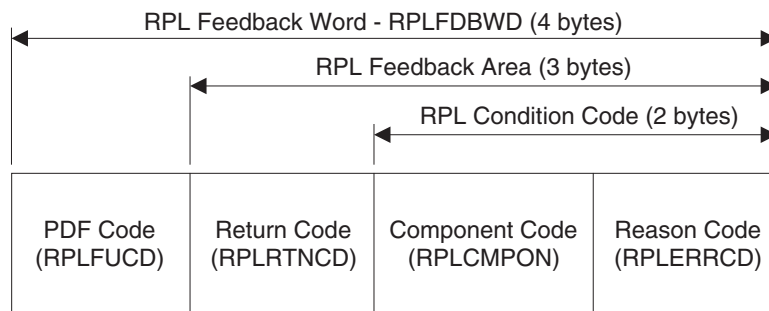 RPL Feedback Word - RPLFDBWD (4 bytes)
RPL Feedback Area (3 bytes)
RPL Condition Code (2 bytes)
PDF Code
(RPLFUCD)
Return Code
(RPLRTNCD)
Component Code
(RPLCMPON)
Reason Code
(RPLERRCD)